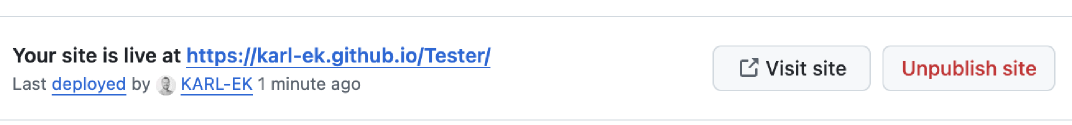 Your site is live at https://karl-ek.github.io/Tester/
Last deployed by KARL-EK 1 minute ago
Visit site
Unpublish site